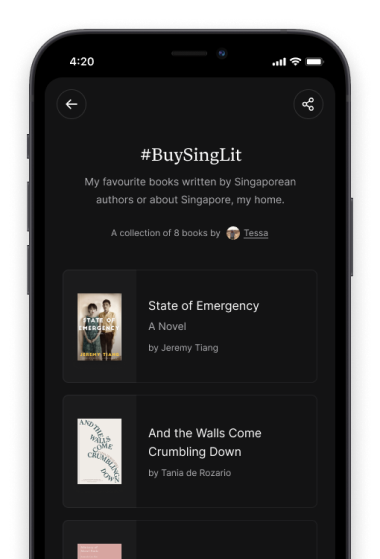 4:20
#BuySingLit
My favourite books written by Singaporean
authors or about Singapore, my home.
A collection of 8 books by Tessa
STATE OF
EMERGENCY
JEREMY TIANG
State of Emergency
A Novel
by Jeremy Tiang
AND THE
WALLS
COME
CRUMBLING
DOWN
And the Walls Come
Crumbling Down
by Tania de Rozario